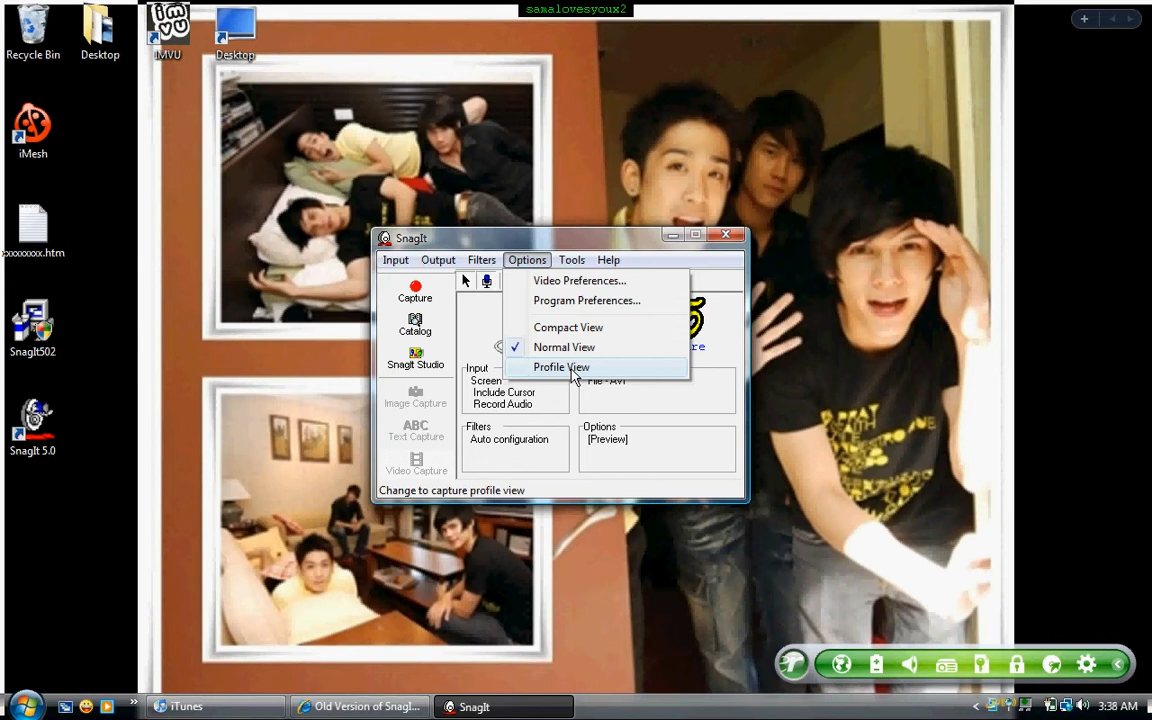 samalovesyoux2
Recycle Bin
Desktop
IMVU
Desktop
iMesh
xxxxxxxx.htm
SnagIt502
SnagIt 5.0
SnagIt
Input Output Filters Options Tools Help
Video Preferences...
Program Preferences...
Compact View
Normal View
Profile View
Capture
Catalog
SnagIt Studio
Image Capture
ABC
Text Capture
Video Capture
Input
Screen
Include Cursor
Record Audio
File - AVI
Filters
Auto configuration
Options
[Preview]
Change to capture profile view
iTunes
Old Version of SnagI...
SnagIt
3:38 AM